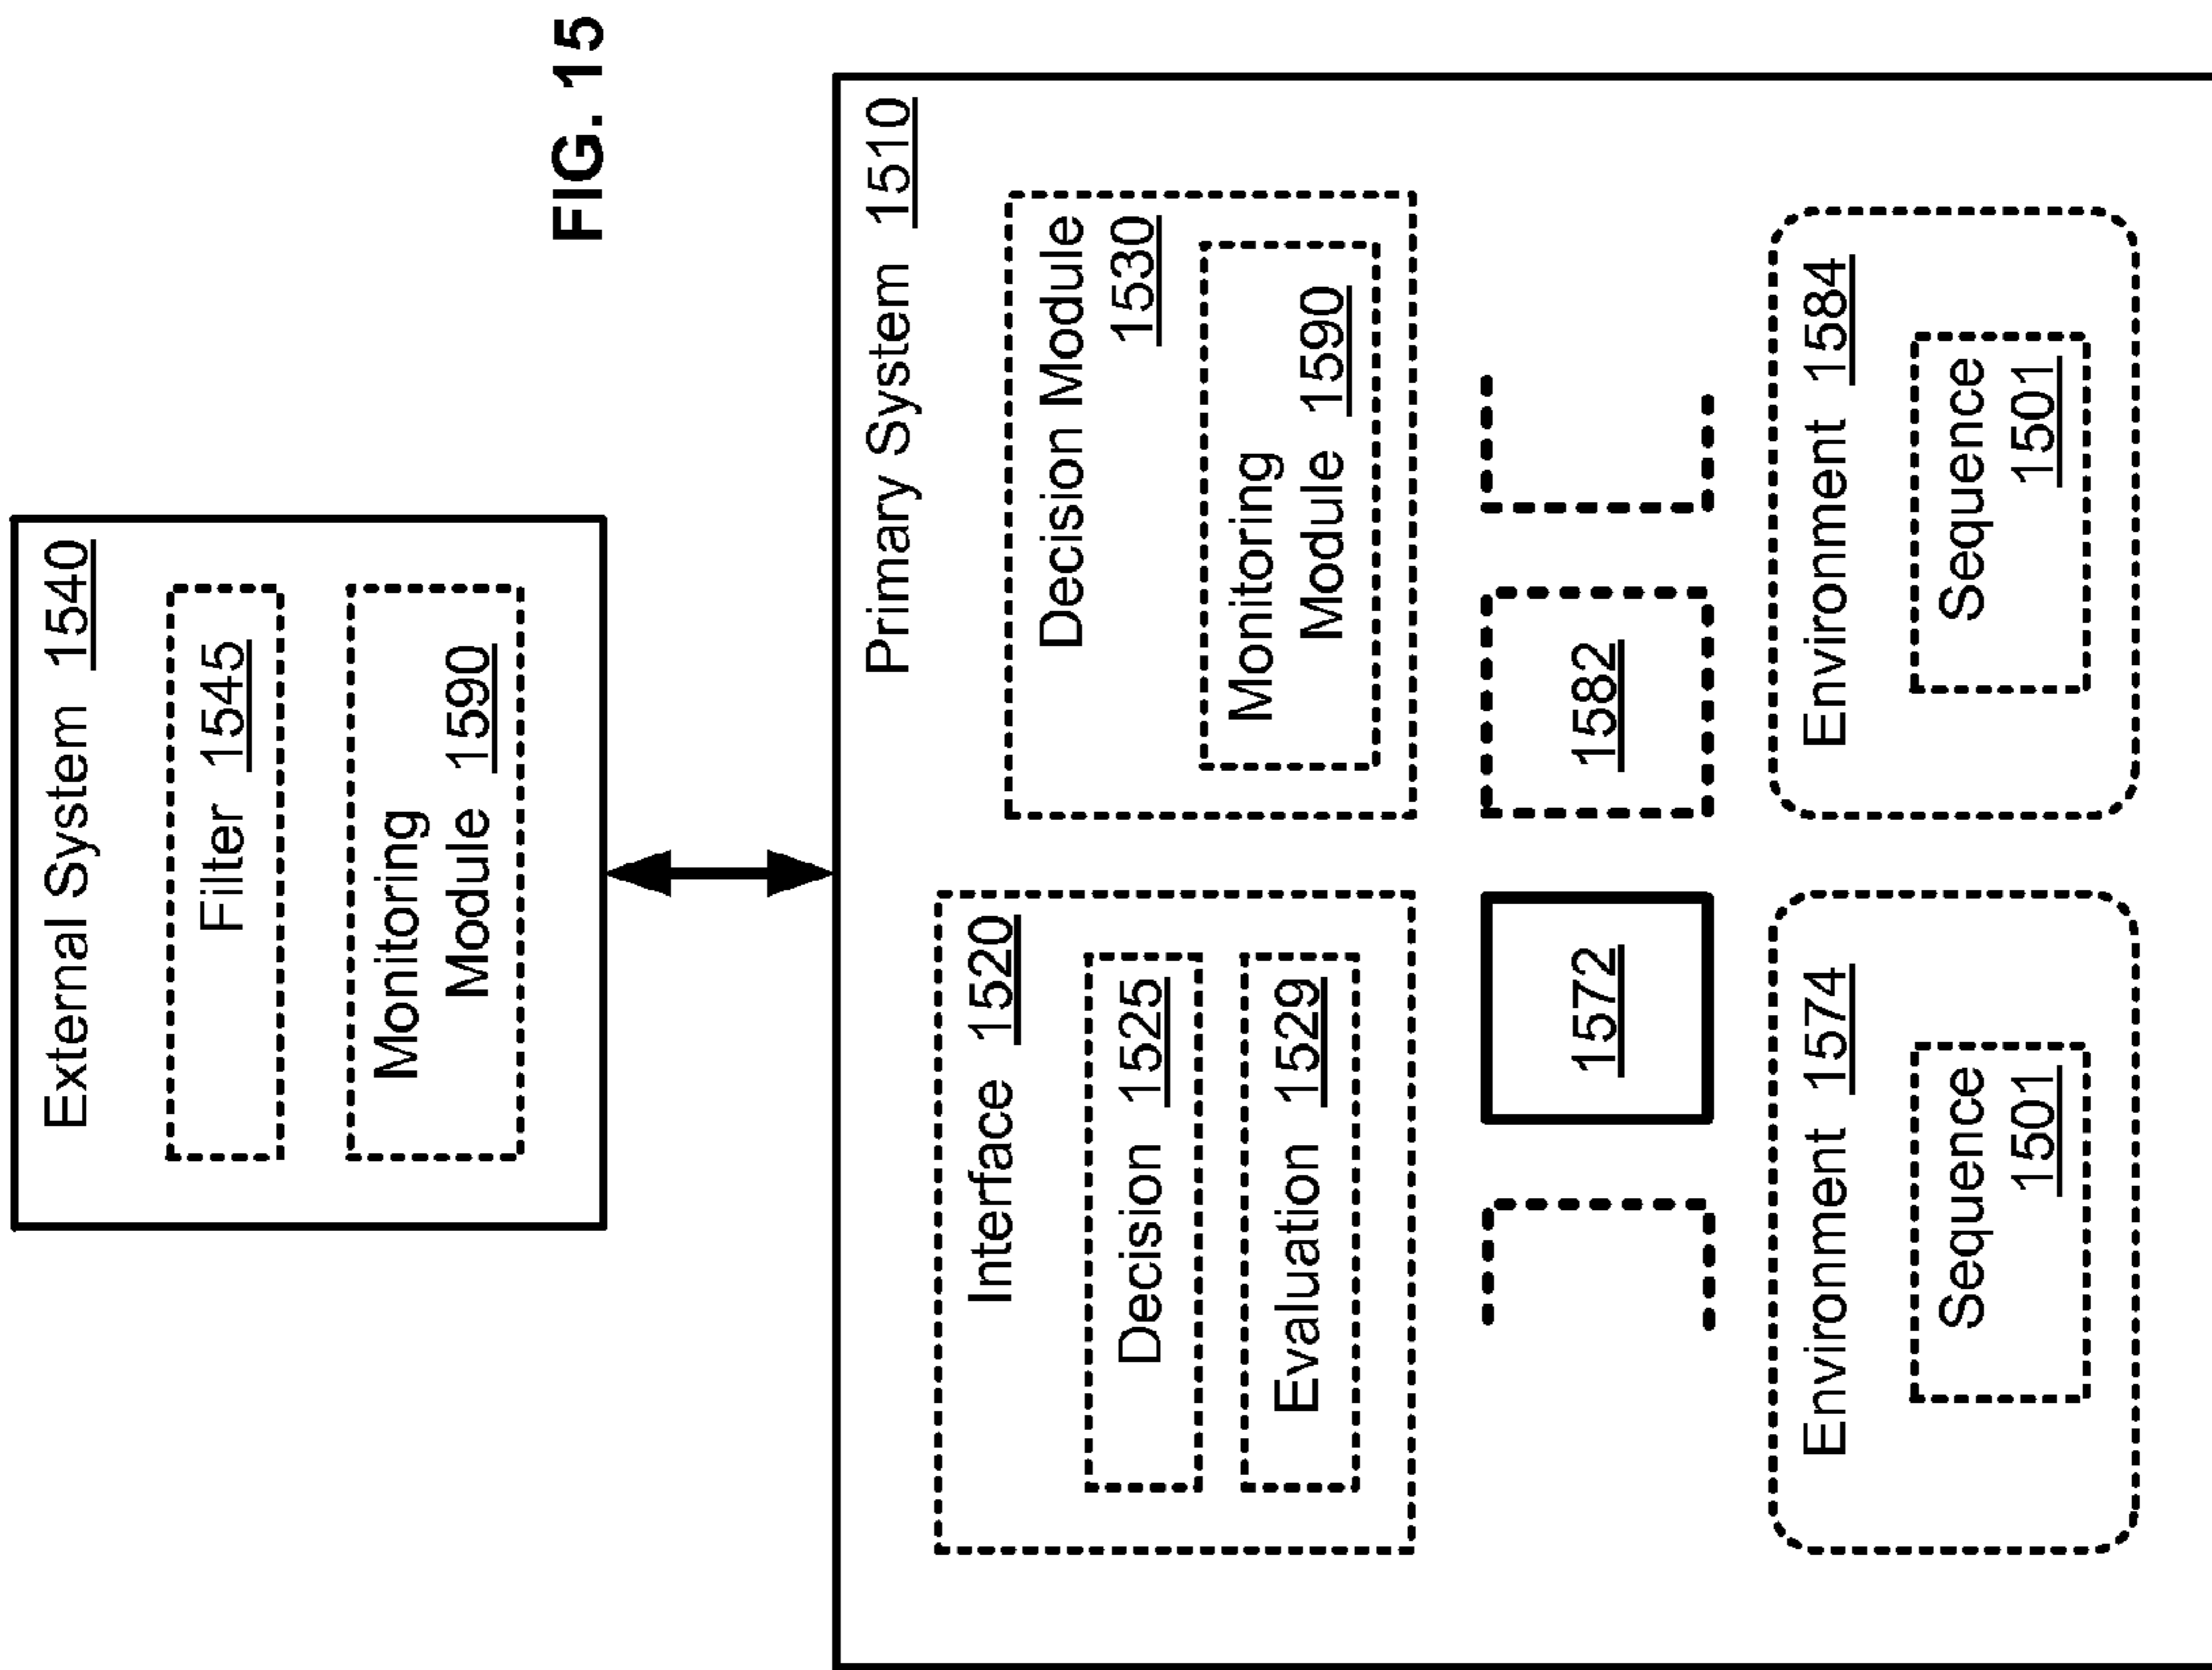 External System 1540
Filter 1545
Monitoring
Module 1590
FIG. 15
Primary System 1510
Interface 1520
Decision 1525
Evaluation 1529
Decision Module
1530
Monitoring
Module 1590
1572
1582
Environment 1574
Sequence
1501
Environment 1584
Sequence
1501